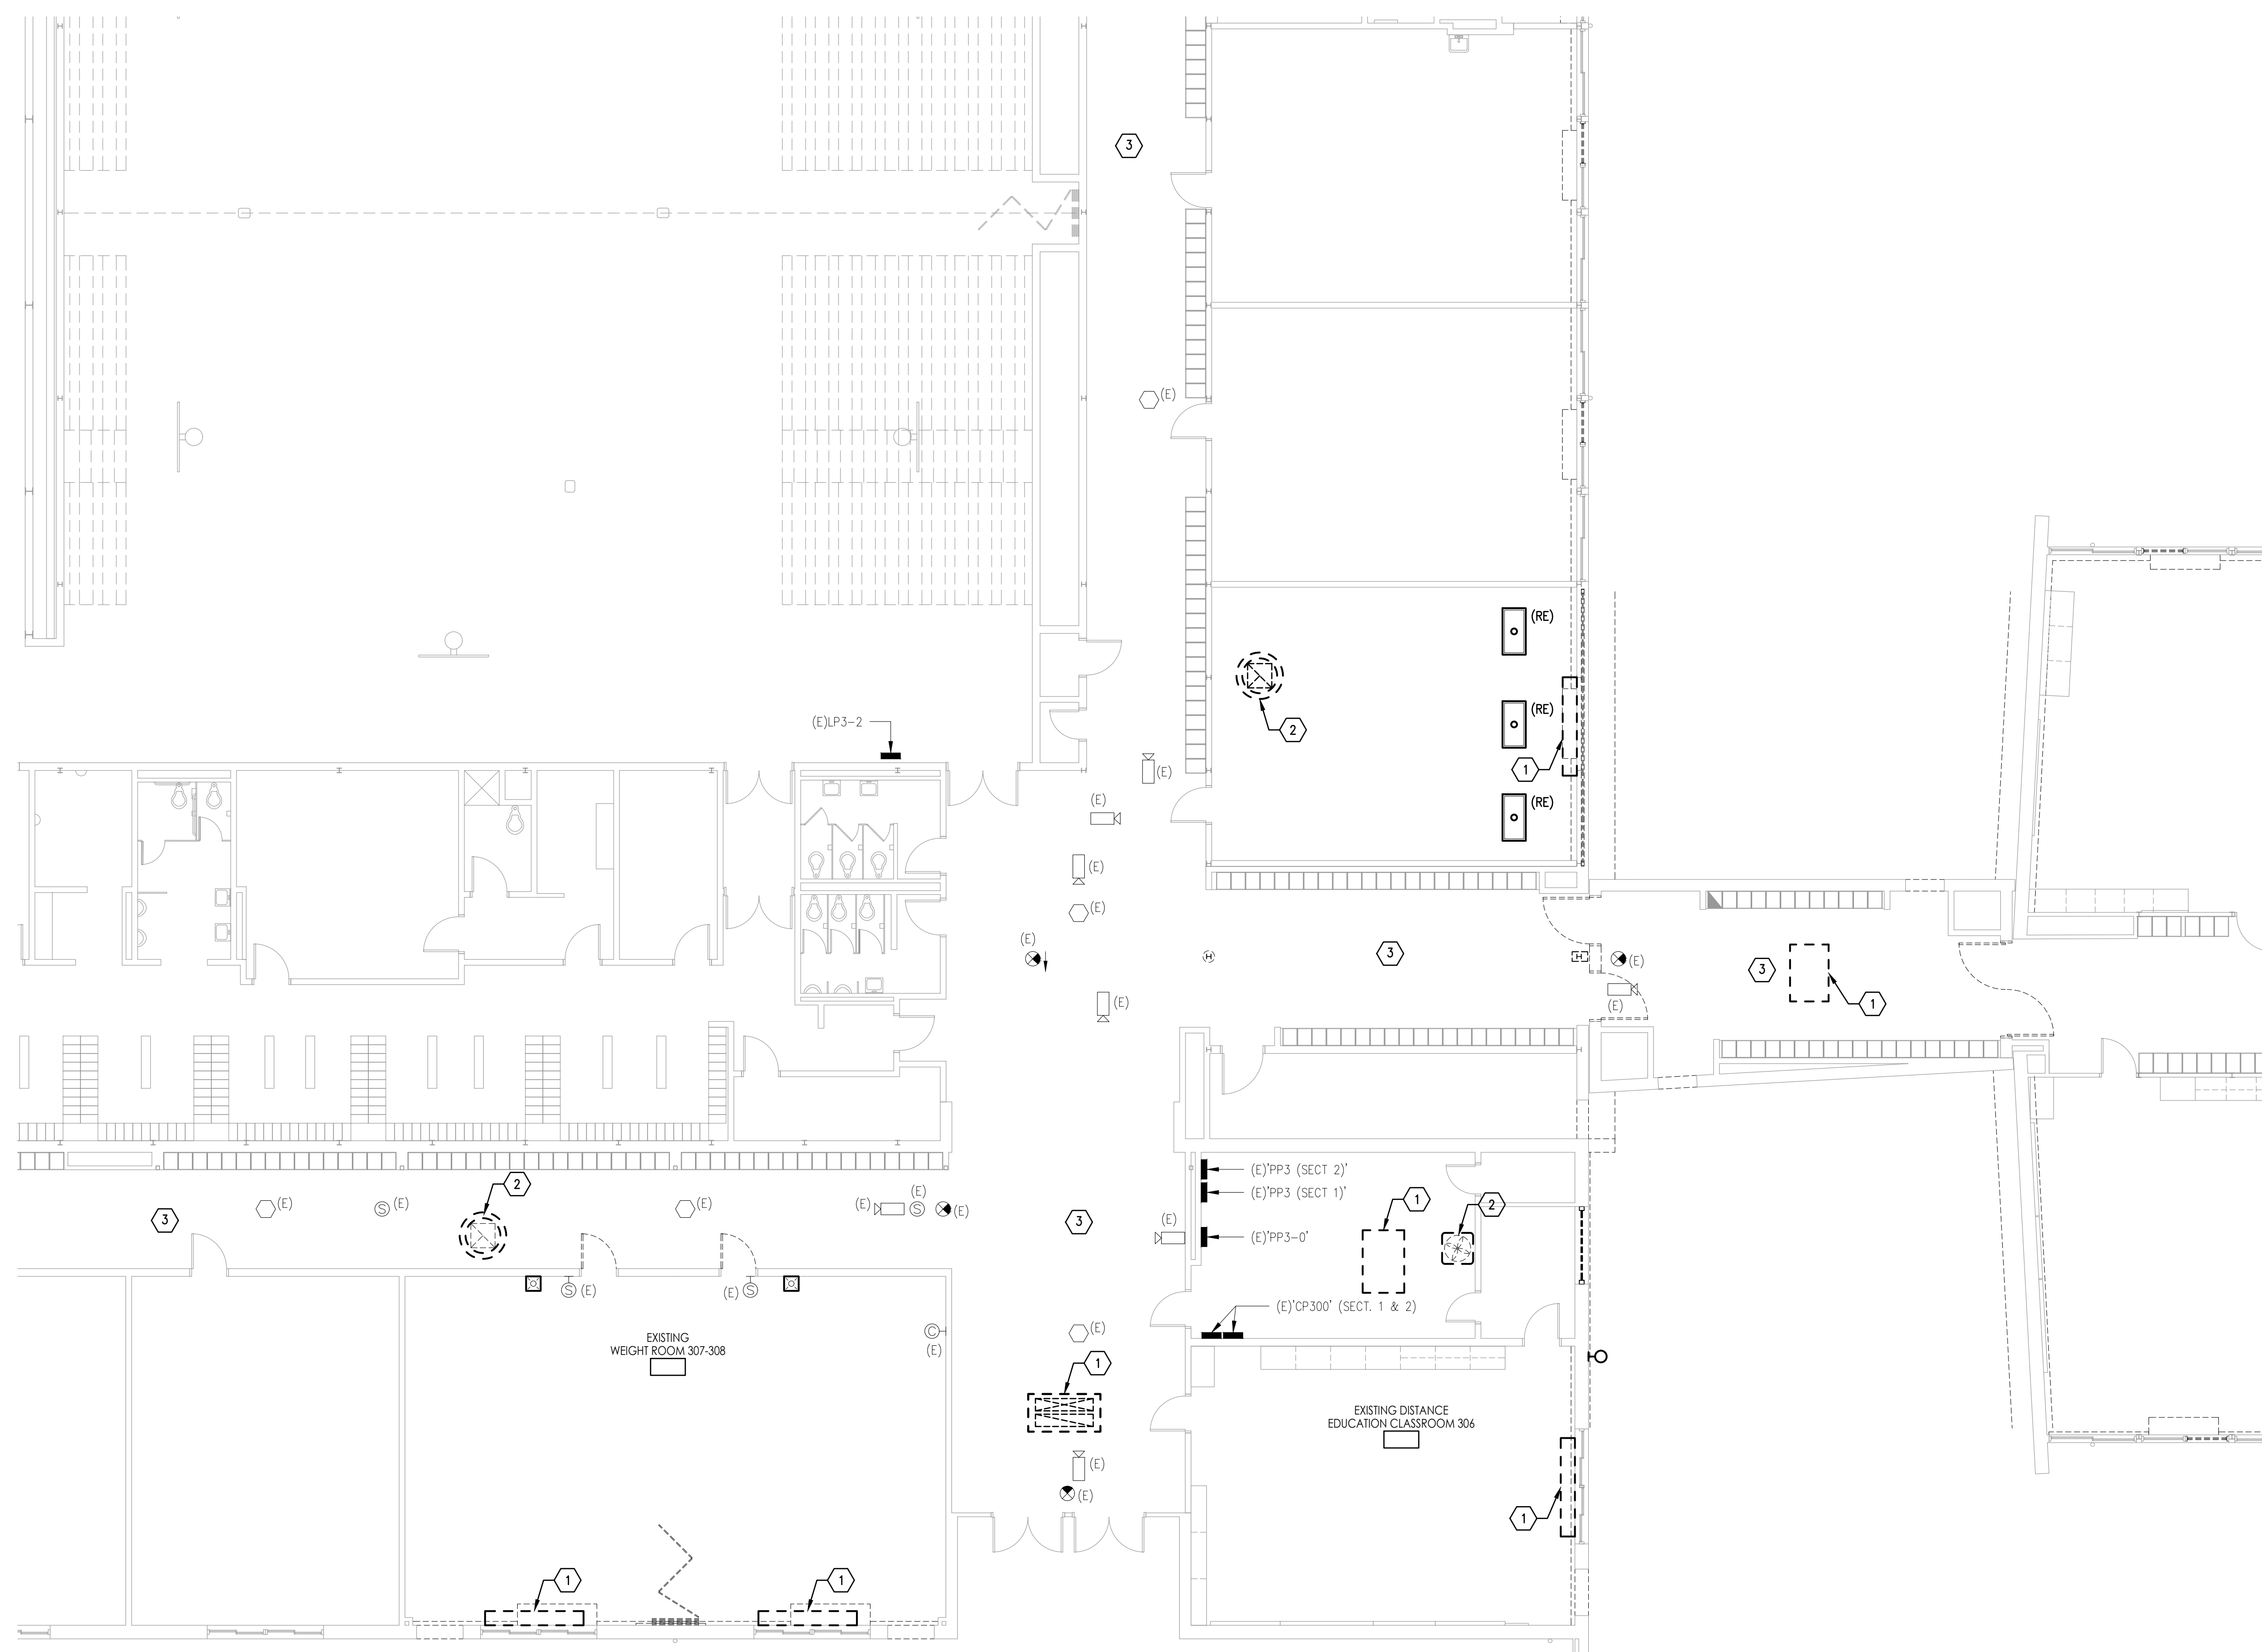 3
(E)
(RE)
2
(RE)
(E)LP3-2
(E)
1
(E)
(RE)
(E)
(E)
(E)
3
(E)
3
(E)
(E)
1
(E)'PP3 (SECT 2)'
2
(E)'PP3 (SECT 1)'
1
2
(E)
S
(E)
(E)
(E)
(E)
S
(E)
3
3
(E)
(E)'PP3-0'
S
(E)
(E)
S
(E)'CP300' (SECT. 1 & 2)
C
(E)
(E)
EXISTING
WEIGHT ROOM 307-308
1
EXISTING DISTANCE
EDUCATION CLASSROOM 306
(E)
(E)
1
1
1